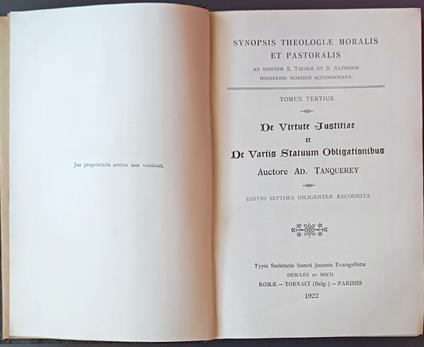 Jus proprietatis auctor sibi vindicat.
SYNOPSIS THEOLOGIÆ MORALIS
ET PASTORALIS
AD MENTEM S. THOMÆ ET S. ALPHONSI
HODIERNIS MORIBUS ACCOMMODATA.
TOMUS TERTIUS
De Virtute Justitiae
et
De Variis Statuum Obligationibus
Auctore AD. TANQUEREY
EDITIO SEPTIMA DILIGENTER RECOGNITA
Typis Societatis Sancti Joannis Evangelistæ
DESCLÉE ET SOCII
ROMÆ — TORNACI (Belg.) — PARISIIS
1922